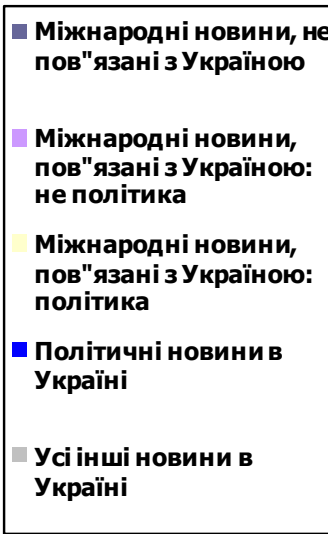 Міжнародні новини, не
пов"язані з Україною
Міжнародні новини,
пов"язані з Україною:
не політика
Міжнародні новини,
пов"язані з Україною:
політика
Політичні новини в
Україні
Усі інші новини в
Україні